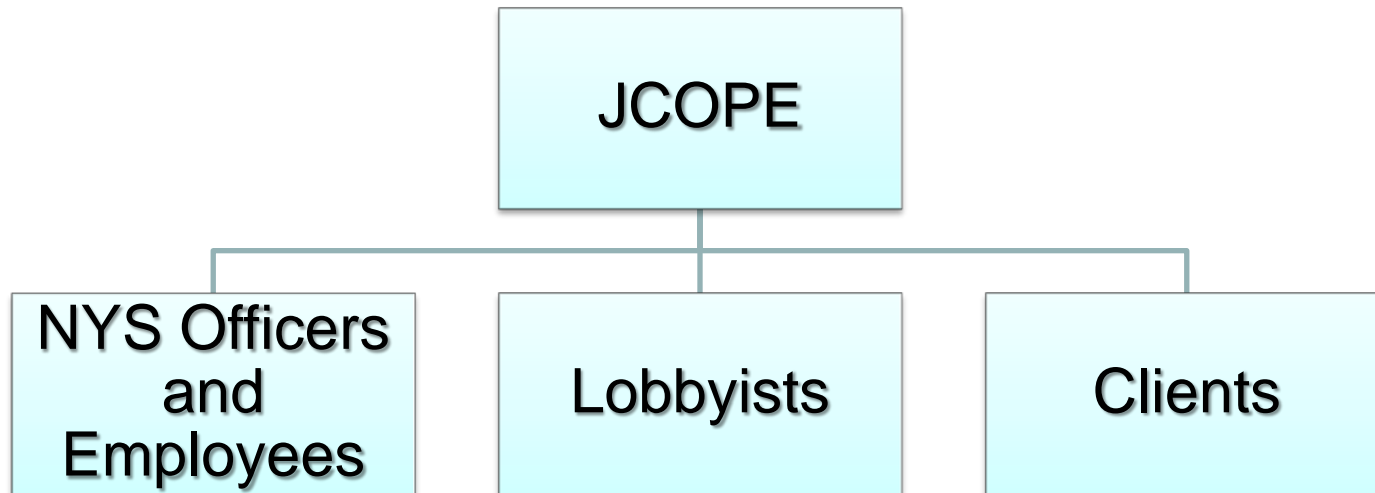 JCOPE
NYS Officers
and
Employees
Lobbyists
Clients